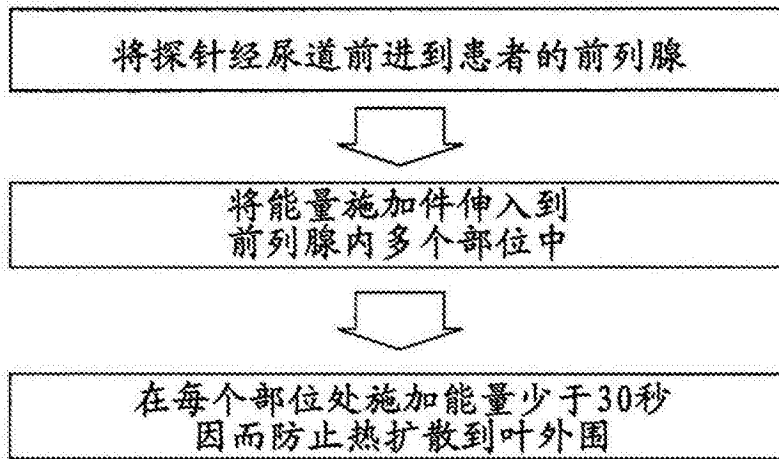 将探针经尿道前进到患者的前列腺
将能量施加件伸入到
前列腺内多个部位中
在每个部位处施加能量少于30秒
因而防止热扩散到叶外围